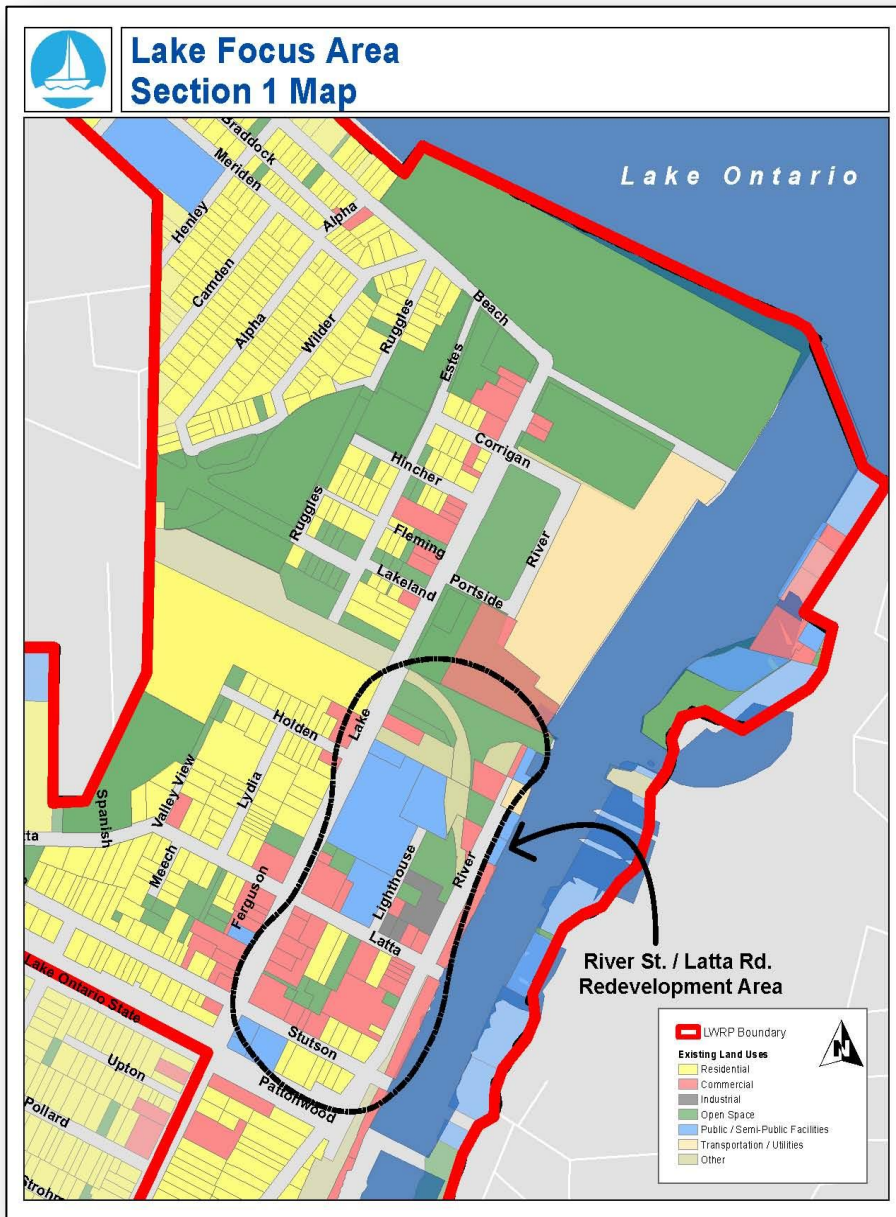 Lake Focus Area
Section 1 Map
Lake Ontario
Braddock
Meriden
Alpha
Henley
Camden
Alpha
Wilder
Ruggles
Beach
Estes
Corrigan
Hincher
Ruggles
Fleming
River
Lakeland
Portside
Holden
Lake
Lydia
Valley View
Spanish
tta
Meech
Ferguson
Lighthouse
River
Latta
Lake Ontario State
Stutson
Pattonwood
Upton
Pollard
Strohm
River St. / Latta Rd.
Redevelopment Area
LWRP Boundary
N
Existing Land Uses
Residential
Commercial
Industrial
Open Space
Public / Semi-Public Facilities
Transportation / Utilities
Other